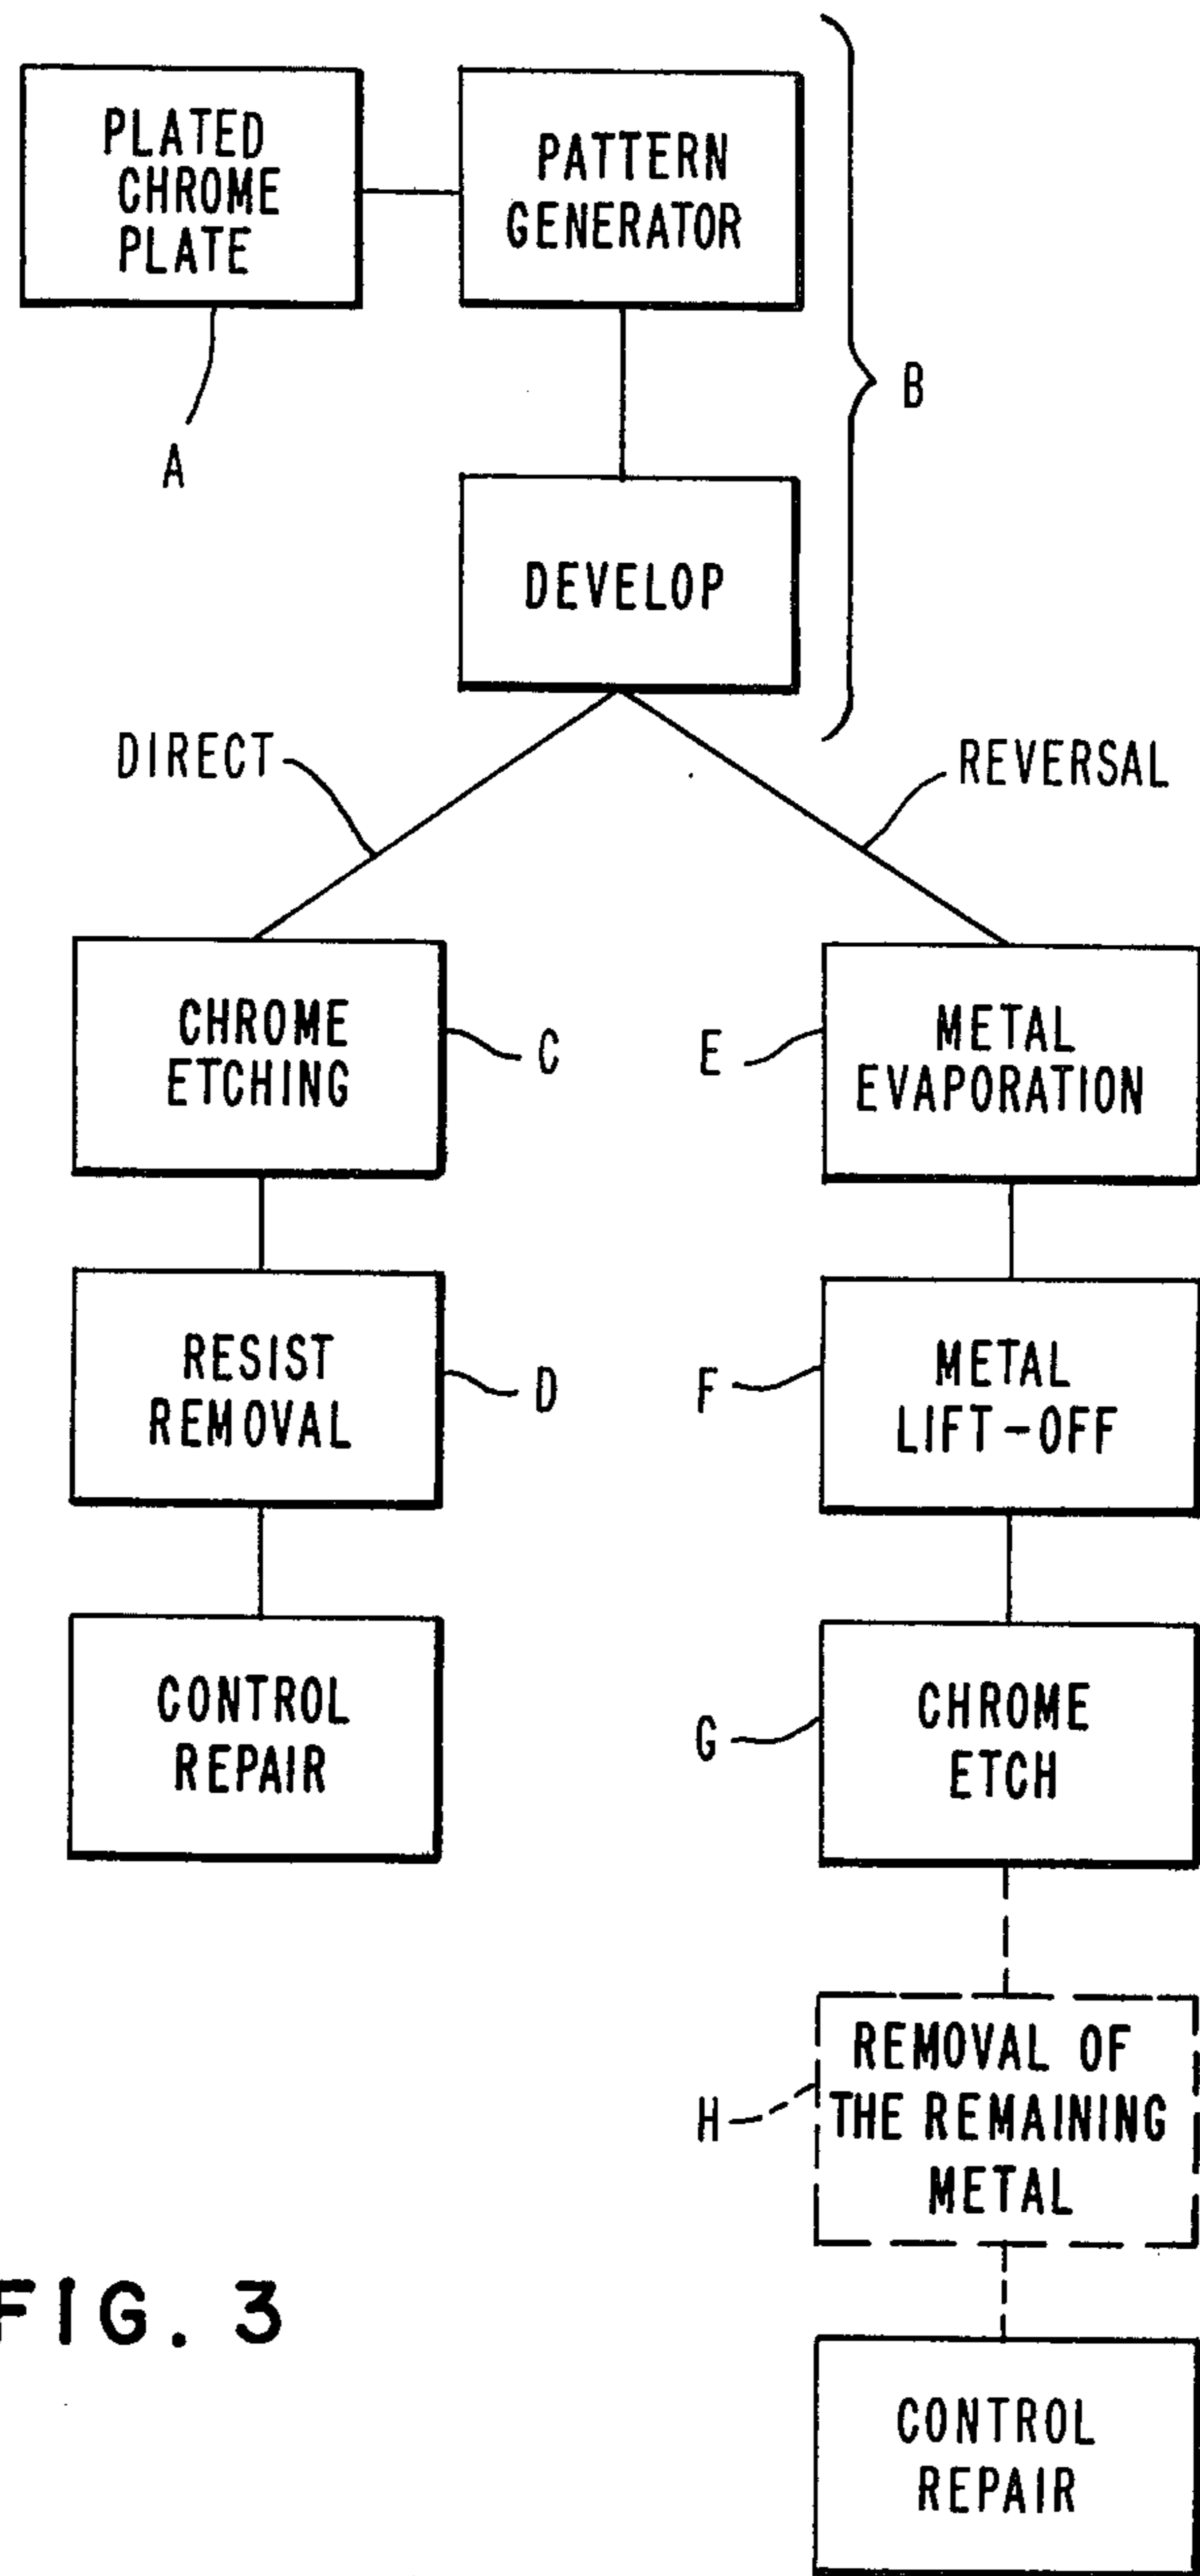 PLATED
CHROME
PLATE
PATTERN
GENERATOR
A
B
DEVELOP
DIRECT
REVERSAL
CHROME
ETCHING
C
E
METAL
EVAPORATION
RESIST
REMOVAL
D
F
METAL
LIFT-OFF
CONTROL
REPAIR
G
CHROME
ETCH
H
REMOVAL OF
THE REMAINING
METAL
FIG. 3
CONTROL
REPAIR